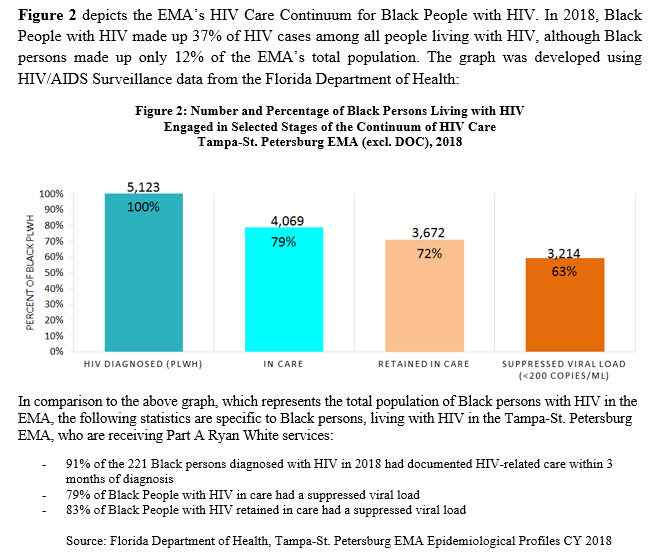 Figure 2 depicts the EMA's HIV Care Continuum for Black People with HIV. In 2018, Black
People with HIV made up 37% of HIV cases among all people living with HIV, although Black
persons made up only 12% of the EMA's total population. The graph was developed using
HIV/AIDS Surveillance data from the Florida Department of Health:
Figure 2: Number and Percentage of Black Persons Living with HIV
Engaged in Selected Stages of the Continuum of HIV Care
Tampa-St. Petersburg EMA (excl. DOC), 2018
PERCENT OF BLACK PLWH
100%
90%
80%
70%
60%
50%
40%
30%
20%
10%
0%
5,123
100%
4,069
79%
3,672
72%
3,214
63%
HIV DIAGNOSED (PLWH)
IN CARE
RETAINED IN CARE
SUPPRESSED VIRAL LOAD
(<200 COPIES/ML)
In comparison to the above graph, which represents the total population of Black persons with HIV in the
EMA, the following statistics are specific to Black persons, living with HIV in the Tampa-St. Petersburg
EMA, who are receiving Part A Ryan White services:
- 91% of the 221 Black persons diagnosed with HIV in 2018 had documented HIV-related care within 3
months of diagnosis
- 79% of Black People with HIV in care had a suppressed viral load
- 83% of Black People with HIV retained in care had a suppressed viral load
Source: Florida Department of Health, Tampa-St. Petersburg EMA Epidemiological Profiles CY 2018